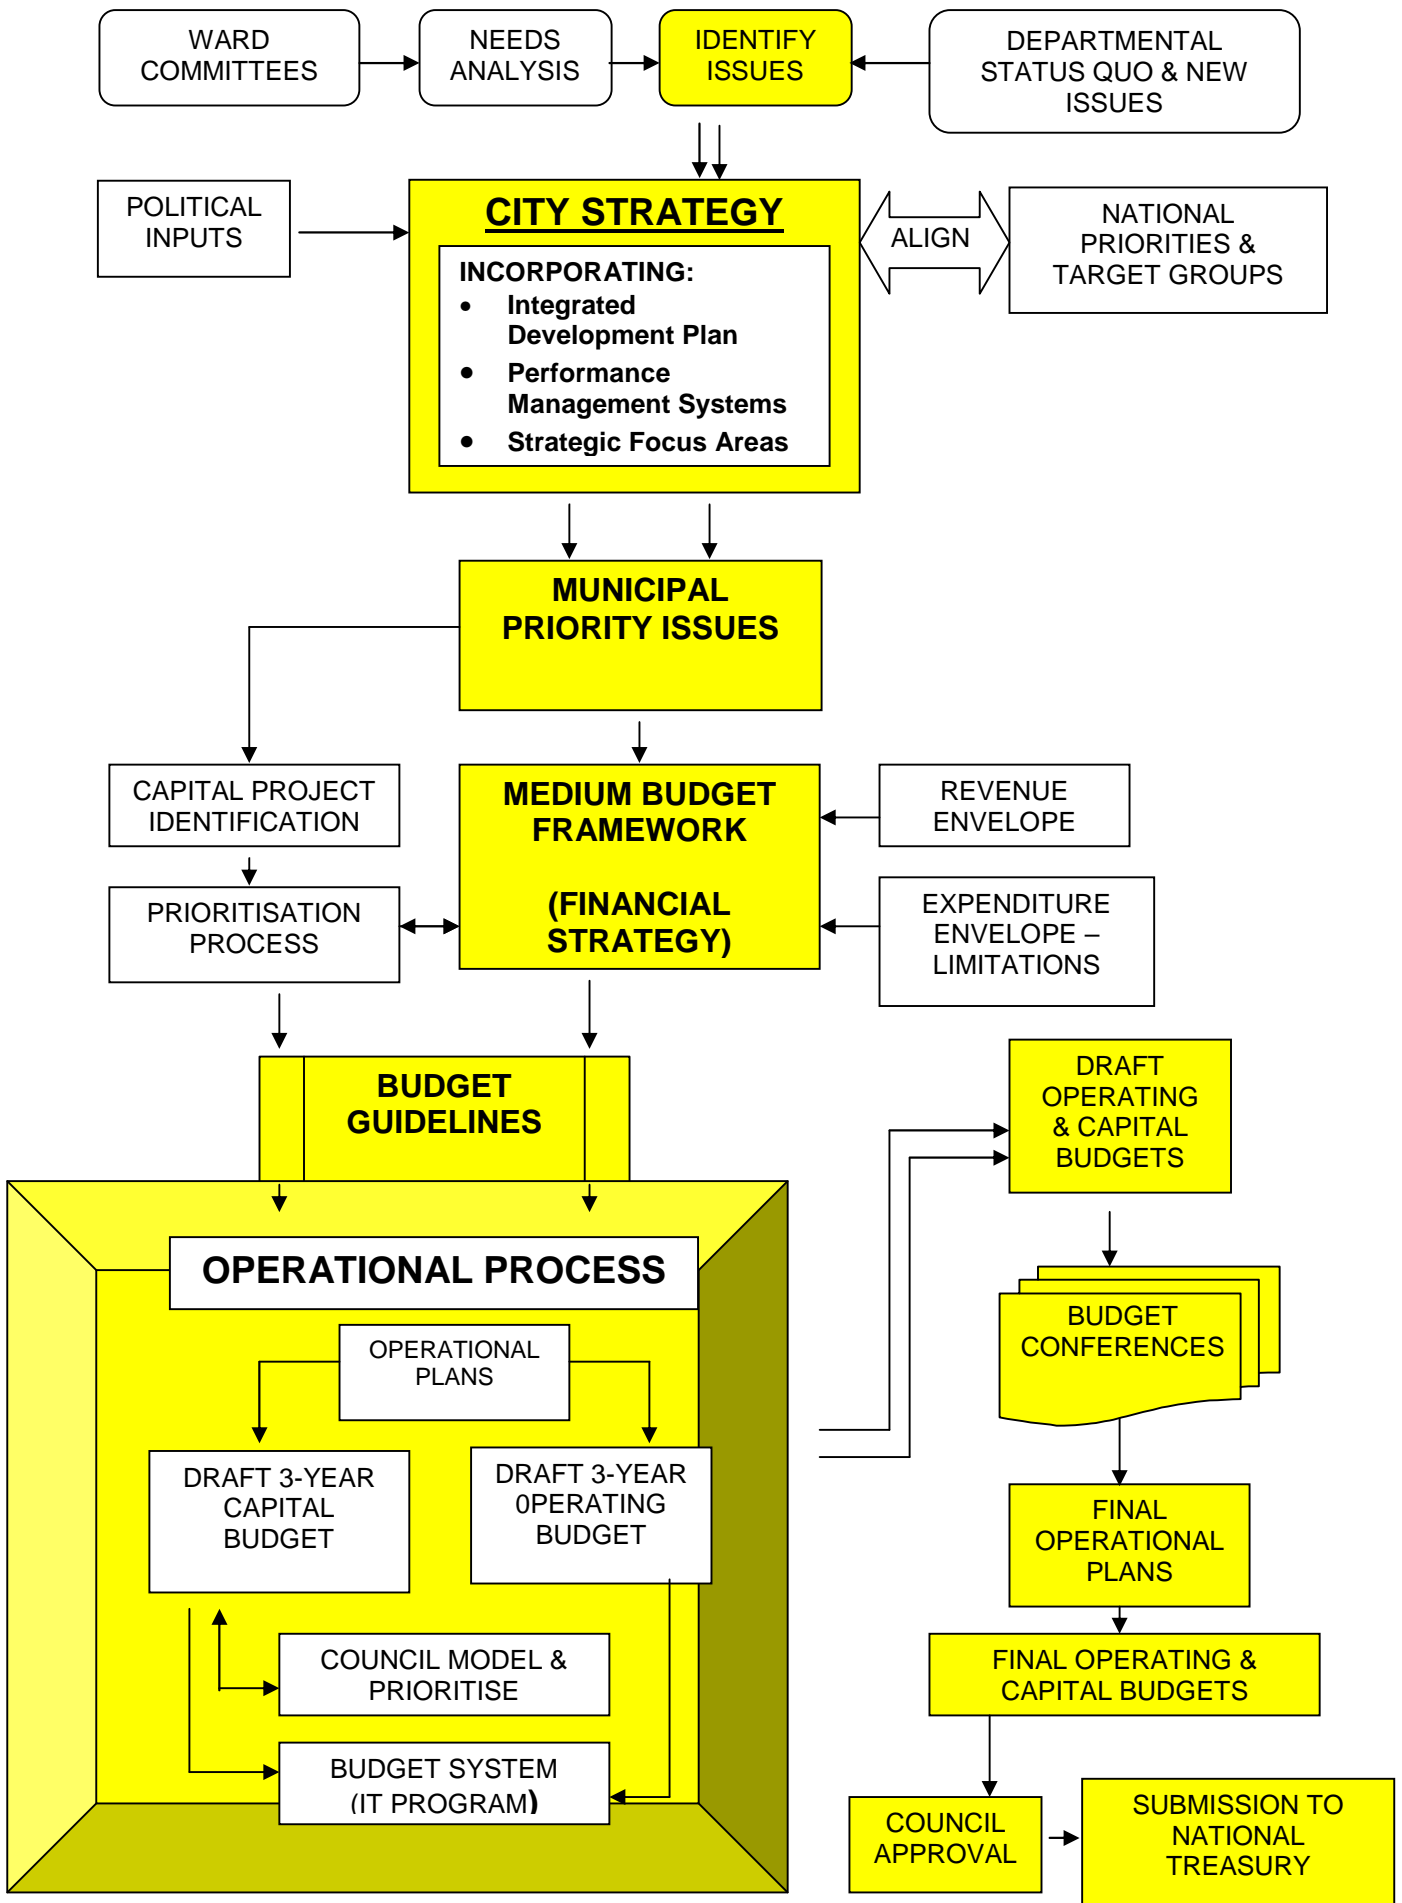 WARD
COMMITTEES
NEEDS
ANALYSIS
IDENTIFY
ISSUES
DEPARTMENTAL
STATUS QUO & NEW
ISSUES
POLITICAL
INPUTS
CITY STRATEGY
INCORPORATING:
• Integrated
Development Plan
• Performance
Management Systems
• Strategic Focus Areas
ALIGN
NATIONAL
PRIORITIES &
TARGET GROUPS
MUNICIPAL
PRIORITY ISSUES
CAPITAL PROJECT
IDENTIFICATION
MEDIUM BUDGET
FRAMEWORK
(FINANCIAL
STRATEGY)
REVENUE
ENVELOPE
PRIORITISATION
PROCESS
EXPENDITURE
ENVELOPE –
LIMITATIONS
BUDGET
GUIDELINES
DRAFT
OPERATING
& CAPITAL
BUDGETS
OPERATIONAL PROCESS
OPERATIONAL
PLANS
DRAFT 3-YEAR
CAPITAL
BUDGET
DRAFT 3-YEAR
0PERATING
BUDGET
COUNCIL MODEL &
PRIORITISE
BUDGET SYSTEM
(IT PROGRAM)
BUDGET
CONFERENCES
FINAL
OPERATIONAL
PLANS
FINAL OPERATING &
CAPITAL BUDGETS
COUNCIL
APPROVAL
SUBMISSION TO
NATIONAL
TREASURY